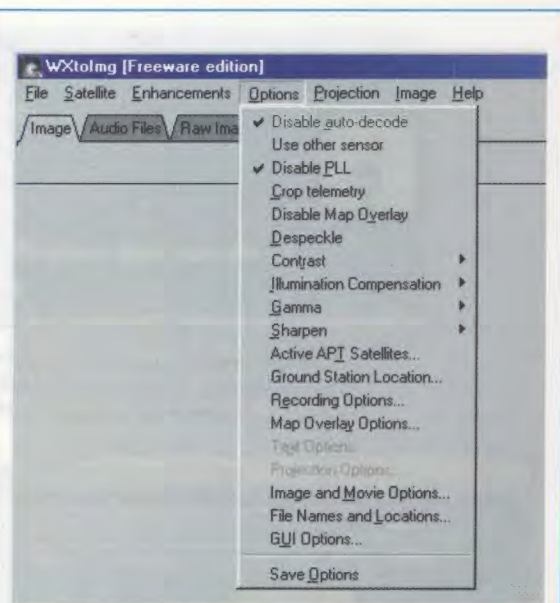 WXtoImg [Freeware edition]
File Satellite Enhancements Options Projection Image Help
Image Audio Files Raw Ima
Disable auto-decode
Use other sensor
Disable PLL
Crop telemetry
Disable Map Overlay
Despeckle
Contrast
Illumination Compensation
Gamma
Sharpen
Active APT Satellites...
Ground Station Location...
Recording Options...
Map Overlay Options...
Text Options...
Projection Options...
Image and Movie Options...
File Names and Locations...
GUI Options...
Save Options